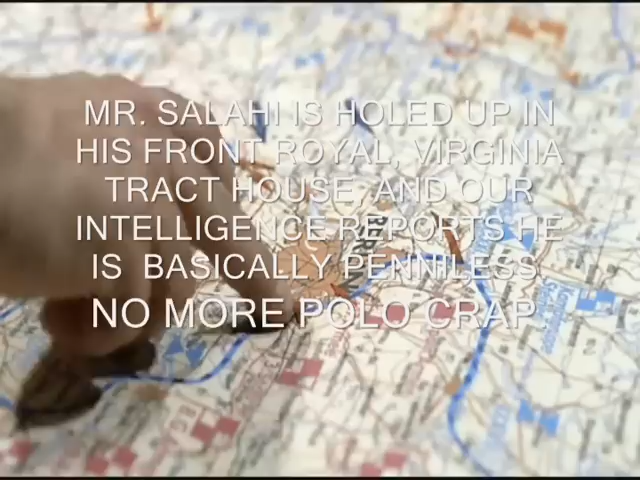 MR. SALAHI IS HOLED UP IN
HIS FRONT ROYAL, VIRGINIA
TRACT HOUSE, AND OUR
INTELLIGENCE REPORTS HE
IS BASICALLY PENNILESS.
NO MORE POLO CRAP.